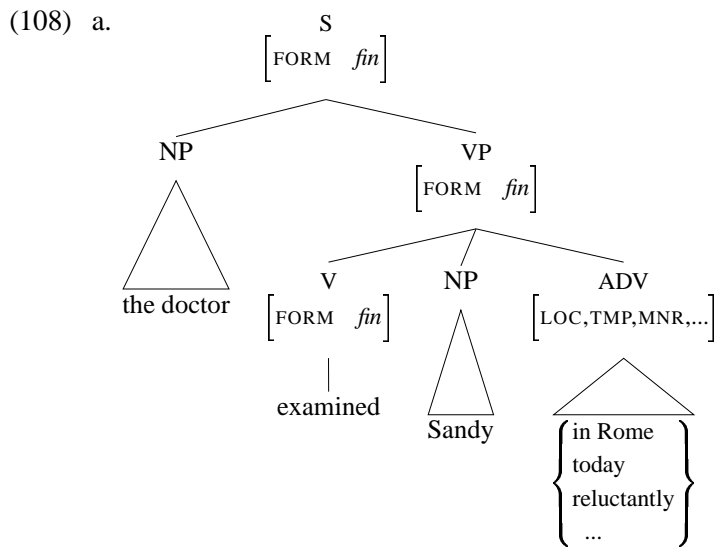 (108) a.
S
[FORM fin]
NP VP
[FORM fin]
the doctor
V NP ADV
[FORM fin] [LOC,TMP,MNR,...]
examined
Sandy
in Rome
today
reluctantly
...